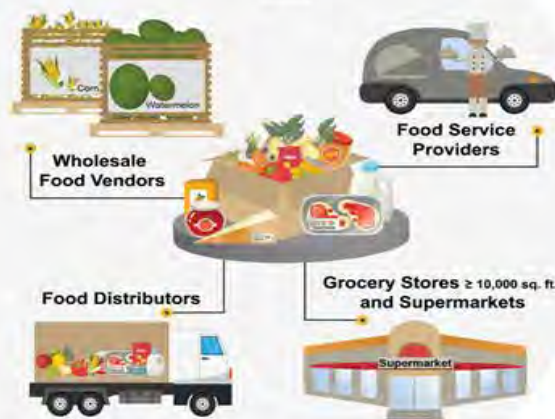 Corn
Watermelon
Wholesale
Food Vendors
Food Service
Providers
Food Distributors
Grocery Stores ≥ 10,000 sq. ft.
and Supermarkets
Supermarket